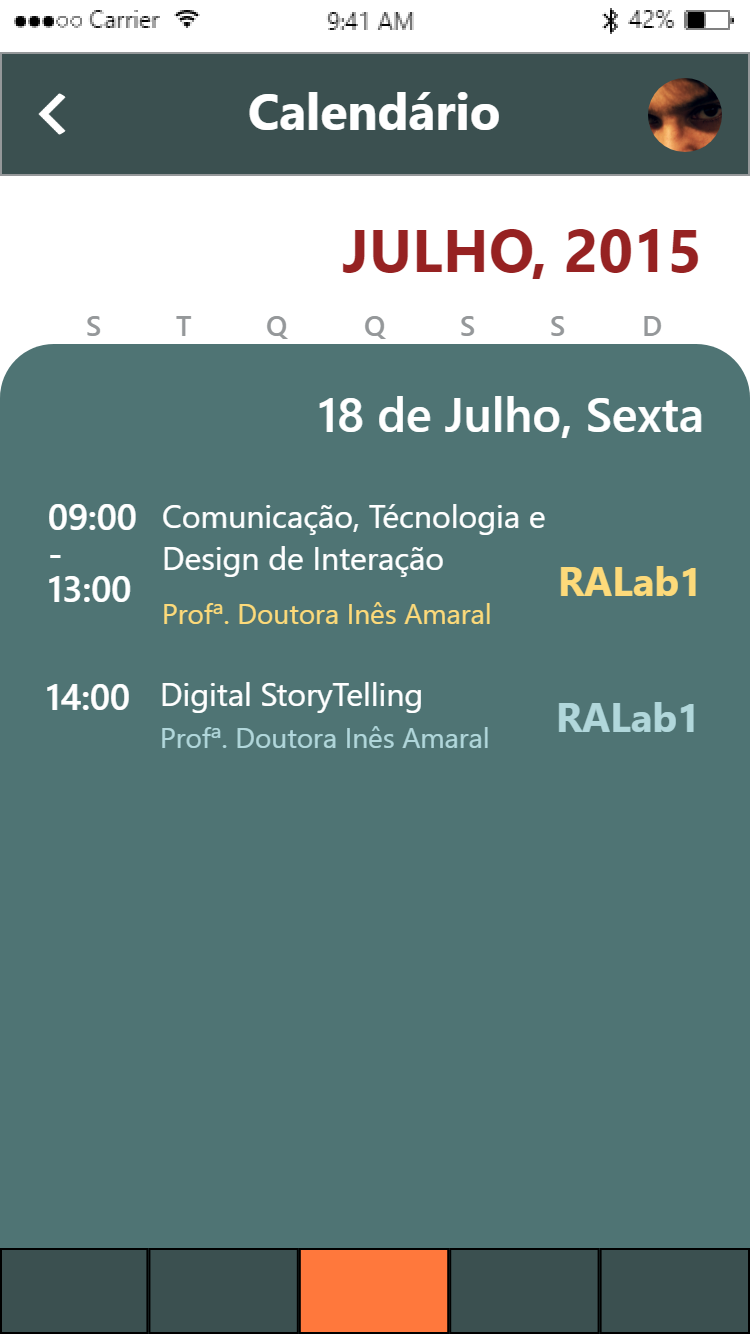 Carrier 9:41 AM 42%
Calendário
JULHO, 2015
S T Q Q S S D
18 de Julho, Sexta
09:00
-
13:00
Comunicação, Técnologia e
Design de Interação
Profª. Doutora Inês Amaral
RALab1
14:00
Digital StoryTelling
Profª. Doutora Inês Amaral
RALab1